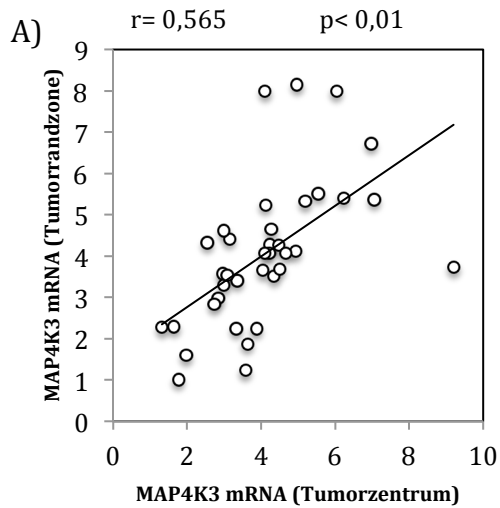 A)
r= 0,565 p< 0,01
MAP4K3 mRNA (Tumorrandzone)
9
8
7
6
5
4
3
2
1
0
0 2 4 6 8 10
MAP4K3 mRNA (Tumorzentrum)